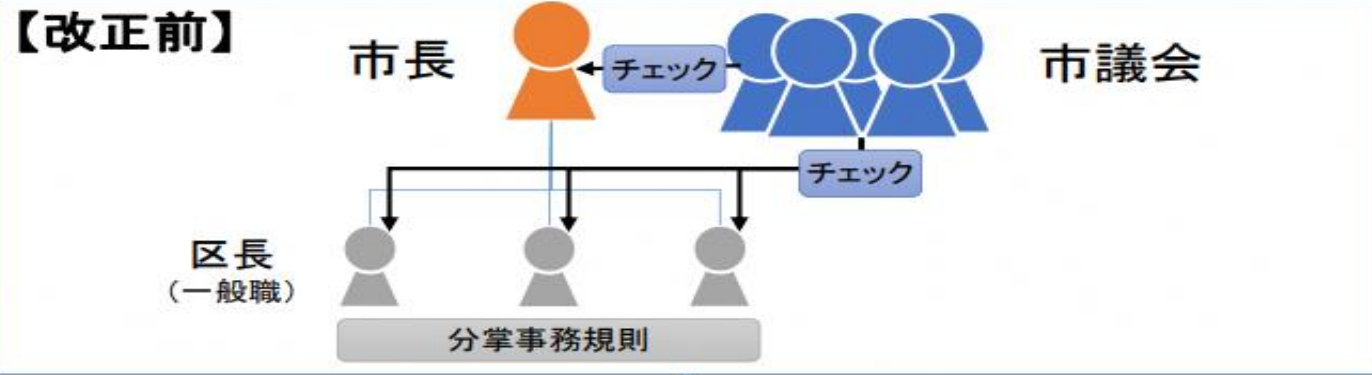 【改正前】
市長
チェック
市議会
チェック
区長
（一般職）
分掌事務規則